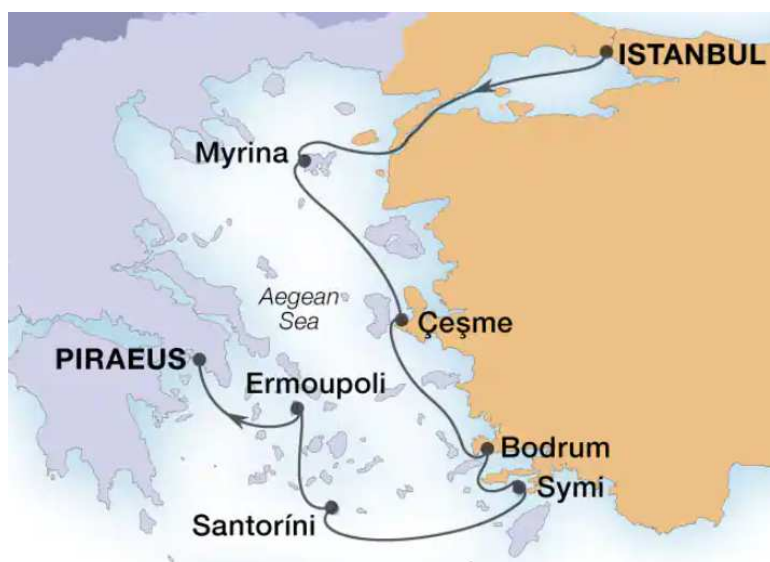 ISTANBUL
Myrina
Aegean
Sea
Çeşme
PIRAEUS
Ermoupoli
Bodrum
Symi
Santoríni